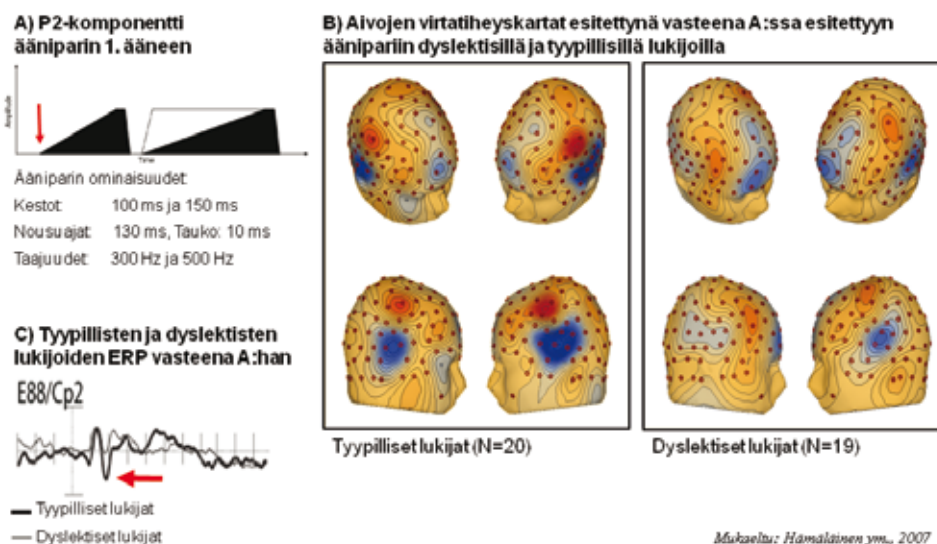 A) P2-komponentti
ääniparin 1. ääneen
Amplitude
Time
Ääniparin ominaisuudet:
Kestot: 100 ms ja 150 ms
Nousuajat: 130 ms, Tauko: 10 ms
Taajuudet: 300 Hz ja 500 Hz
C) Tyypillisten ja dyslektisten
lukijoiden ERP vasteena A:han
E88/Cp2
Tyypilliset lukijat
Dyslektiset lukijat
B) Aivojen virtatiheyskartat esitettynä vasteena A:ssa esitettyyn
äänipariin dyslektisillä ja tyypillisillä lukijoilla
Tyypilliset lukijat (N=20)
Dyslektiset lukijat (N=19)
Mukaeltu: Hämäläinen ym., 2007